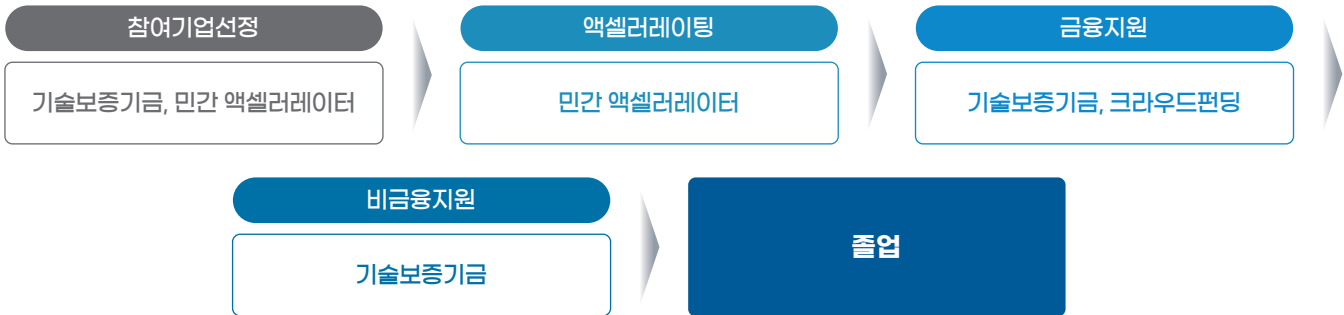 참여기업선정
기술보증기금, 민간 액셀러레이터
액셀러레이팅
민간 액셀러레이터
금융지원
기술보증기금, 크라우드펀딩
비금융지원
기술보증기금
졸업